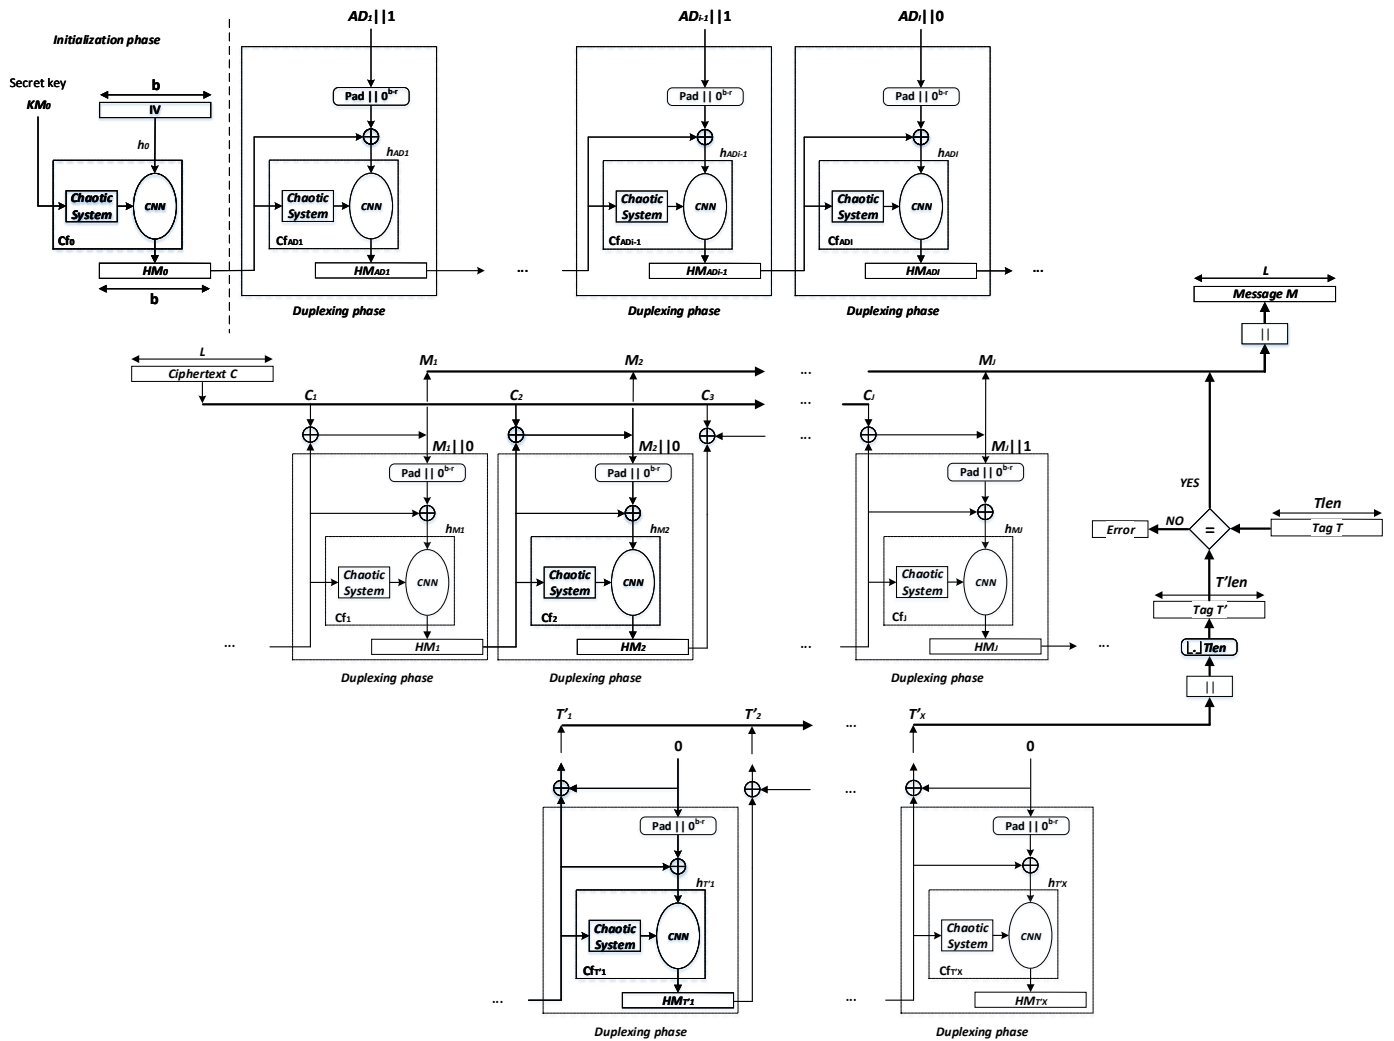 AD₁||1
ADᵢ₋₁||1
ADₗ||0
Initialization phase
Secret key
KM₀
b
IV
h₀
Chaotic
System
CNN
Cf₀
HM₀
b
Pad || 0ᵇ⁻ʳ
hAD1
Chaotic
System
CNN
CfAD1
HMAD1
Duplexing phase
...
Pad || 0ᵇ⁻ʳ
hADi-1
Chaotic
System
CNN
CfADi-1
HMADi-1
Duplexing phase
Pad || 0ᵇ⁻ʳ
hADl
Chaotic
System
CNN
CfADl
HMADl
Duplexing phase
...
L
Message M
||
L
Ciphertext C
M₁
M₂
...
MJ
C₁
C₂
C₃
...
CJ
...
M₁||0
Pad || 0ᵇ⁻ʳ
hM1
Chaotic
System
CNN
Cf₁
...
HM₁
Duplexing phase
M₂||0
Pad || 0ᵇ⁻ʳ
hM2
Chaotic
System
CNN
Cf₂
HM₂
Duplexing phase
...
MJ||1
Pad || 0ᵇ⁻ʳ
hMJ
Chaotic
System
CNN
CfJ
HMJ
Duplexing phase
...
YES
NO
Error
=
Tlen
Tag T
T'len
Tag T'
⌊.⌋Tlen
||
T'₁
T'₂
...
T'X
0
0
...
Pad || 0ᵇ⁻ʳ
hT'1
Chaotic
System
CNN
CfT'1
...
HMT'1
Duplexing phase
Pad || 0ᵇ⁻ʳ
hT'X
Chaotic
System
CNN
CfT'X
...
HMT'X
Duplexing phase